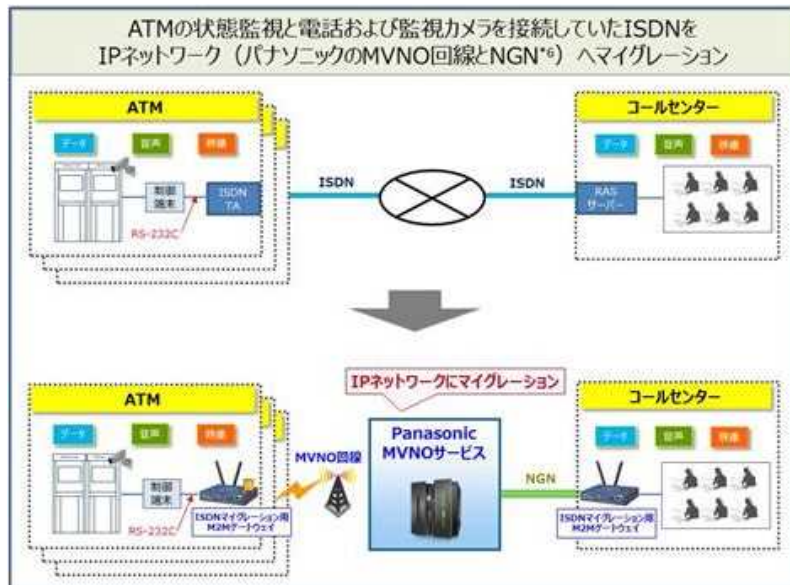 ATMの状態監視と電話および監視カメラを接続していたISDNを
IPネットワーク（パナソニックのMVNO回線とNGN*6）へマイグレーション
ATM
コールセンター
データ
音声
映像
データ
音声
映像
制御
端末
ISDN
TA
ISDN
ISDN
RAS
サーバー
RS-232C
IPネットワークにマイグレーション
ATM
コールセンター
データ
音声
映像
Panasonic
MVNOサービス
データ
音声
映像
MVNO回線
制御
端末
NGN
RS-232C
ISDNマイグレーション用
M2Mゲートウェイ
ISDNマイグレーション用
M2Mゲートウェイ